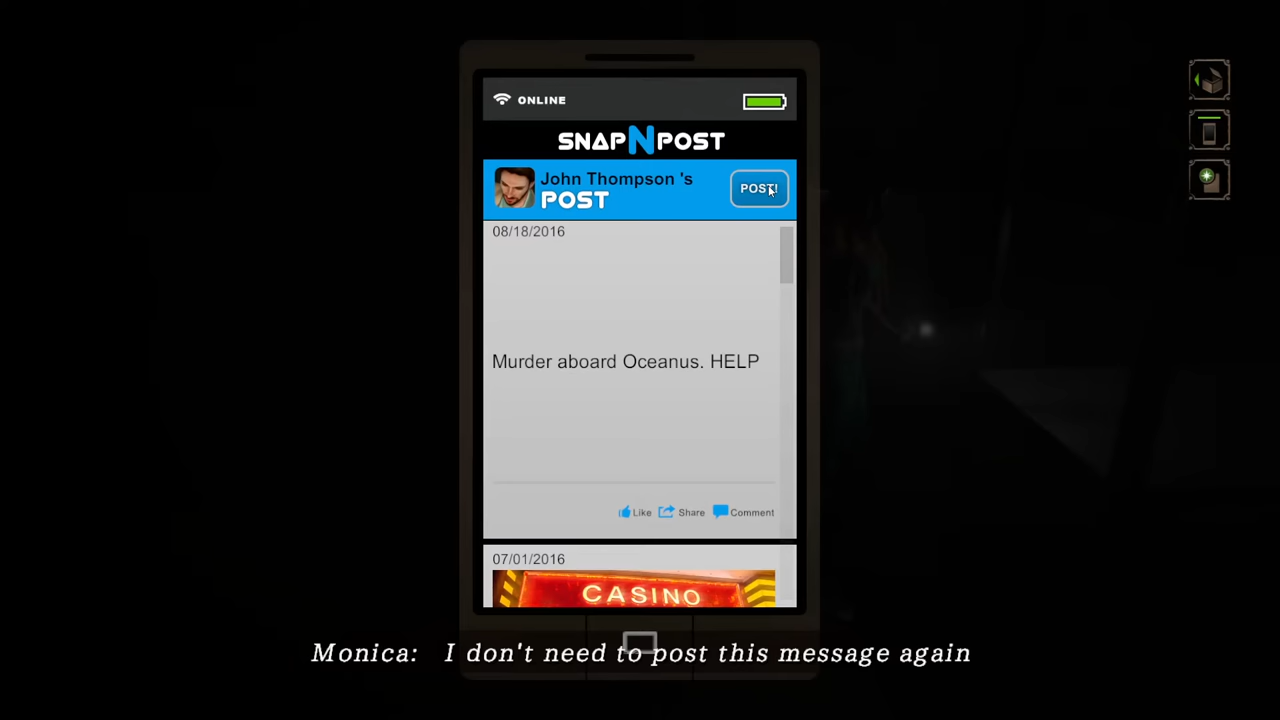 ONLINE
SNAPNPOST
John Thompson 's
POST
POST!
08/18/2016
Murder aboard Oceanus. HELP
Like Share Comment
07/01/2016
CASINO
Monica: I don't need to post this message again